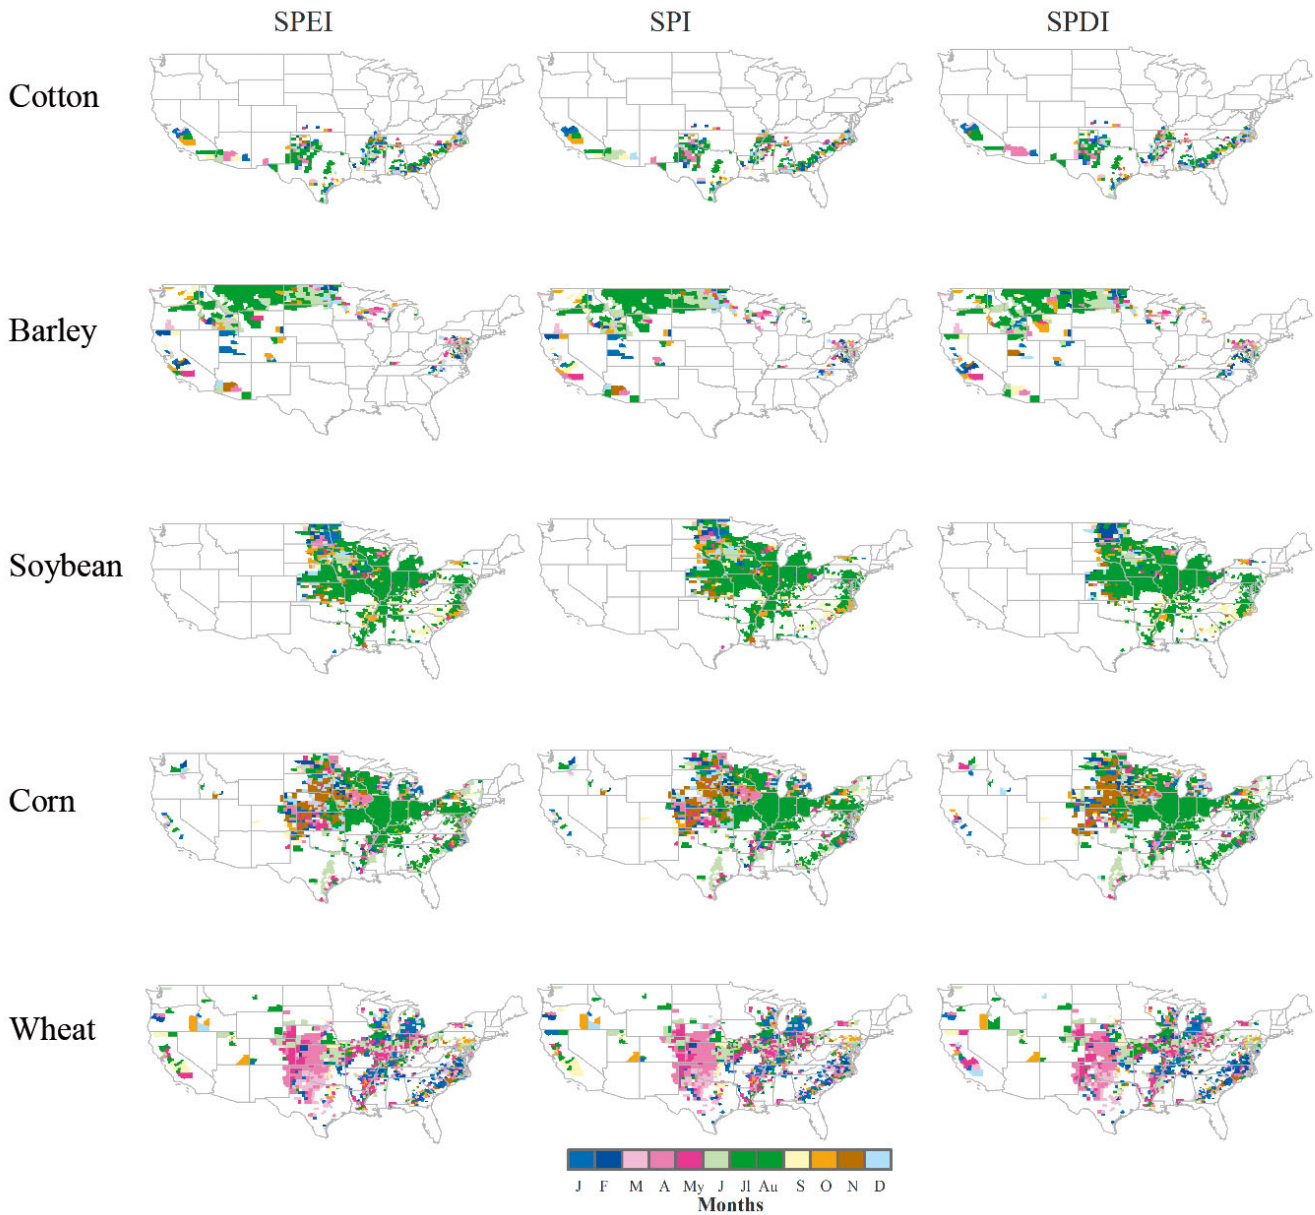 SPEI SPI SPDI
Cotton
Barley
Soybean
Corn
Wheat
J F M A My J Jl Au S O N D
Months